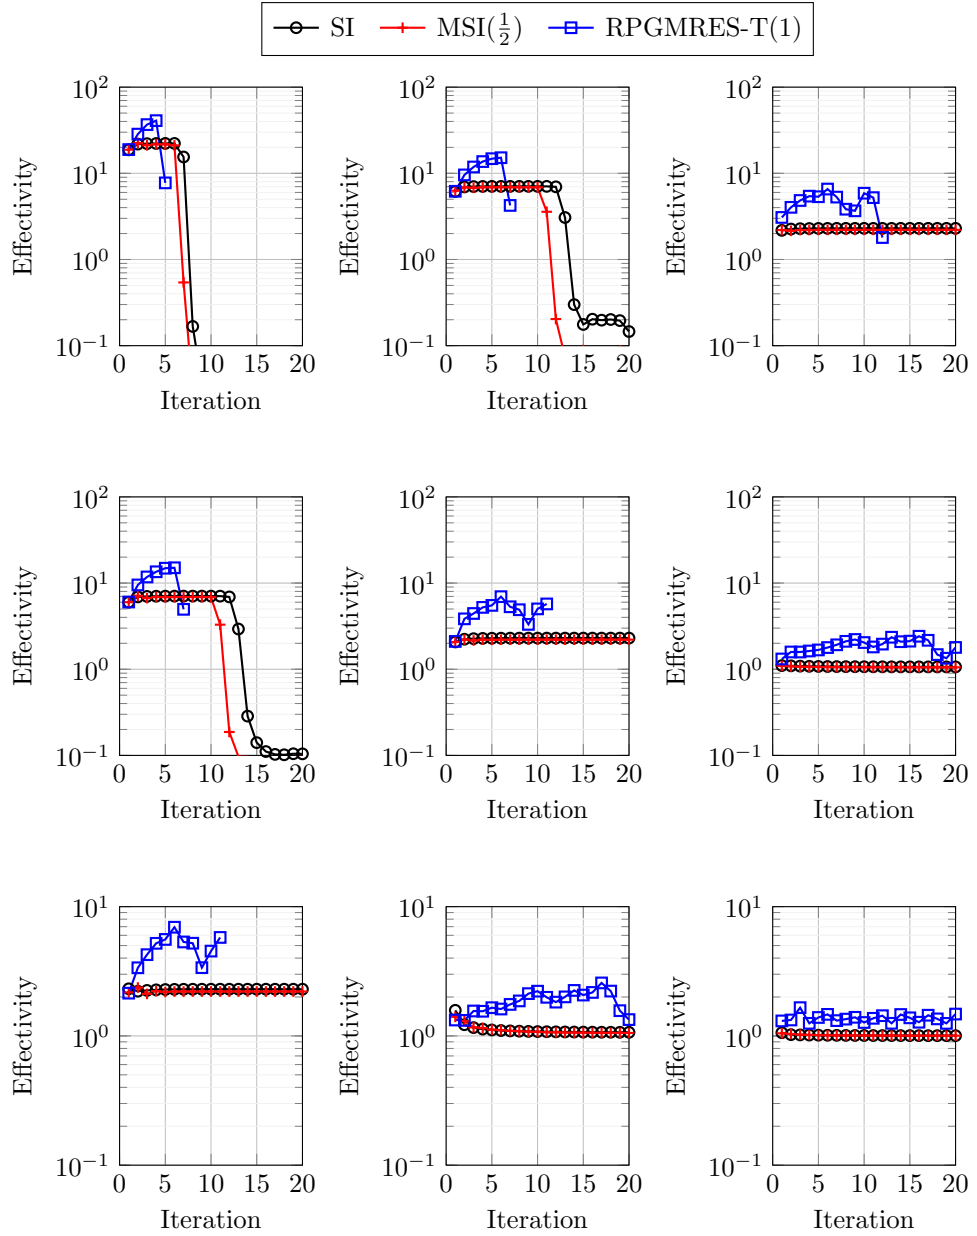 SI MSI(1/2) RPGMRES-T(1)
10^2 10^2 10^2
10^1 10^1 10^1
10^0 10^0 10^0
10^−1 10^−1 10^−1
Effectivity Effectivity Effectivity
0 5 10 15 20 0 5 10 15 20 0 5 10 15 20
Iteration Iteration Iteration
10^2 10^2 10^2
10^1 10^1 10^1
10^0 10^0 10^0
10^−1 10^−1 10^−1
Effectivity Effectivity Effectivity
0 5 10 15 20 0 5 10 15 20 0 5 10 15 20
Iteration Iteration Iteration
10^1 10^1 10^1
10^0 10^0 10^0
10^−1 10^−1 10^−1
Effectivity Effectivity Effectivity
0 5 10 15 20 0 5 10 15 20 0 5 10 15 20
Iteration Iteration Iteration